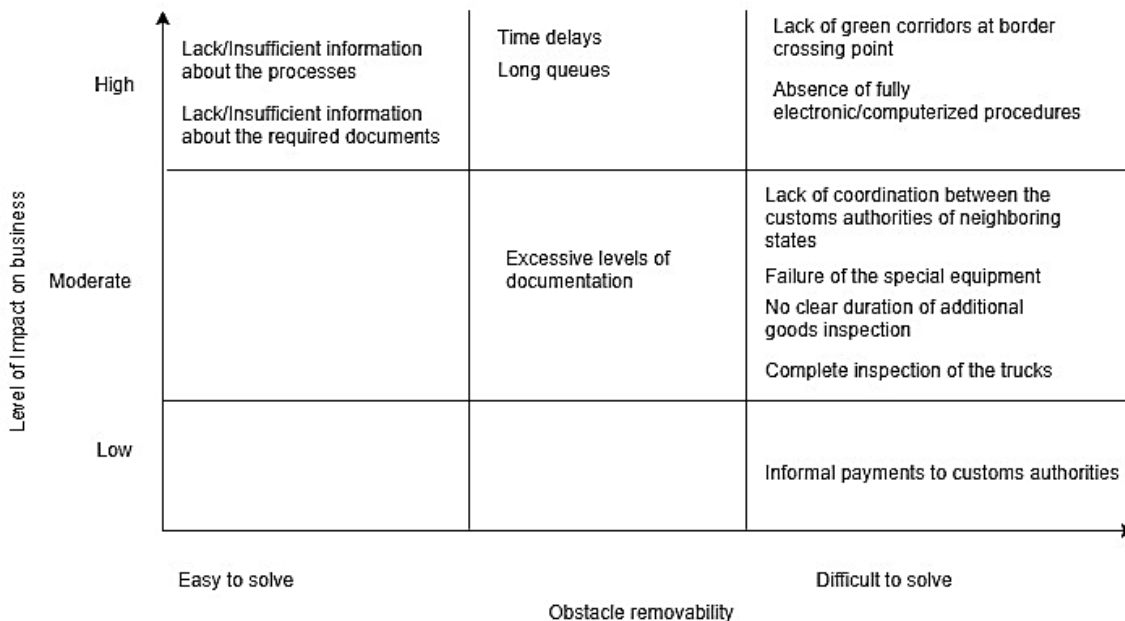 High
Lack/Insufficient information
about the processes
Lack/Insufficient information
about the required documents
Time delays
Long queues
Lack of green corridors at border
crossing point
Absence of fully
electronic/computerized procedures
Level of Impact on business
Moderate
Excessive levels of
documentation
Lack of coordination between the
customs authorities of neighboring
states
Failure of the special equipment
No clear duration of additional
goods inspection
Complete inspection of the trucks
Low
Informal payments to customs authorities
Easy to solve
Difficult to solve
Obstacle removability